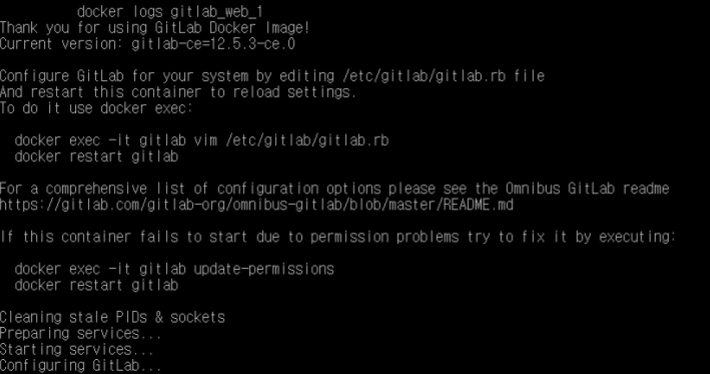 docker logs gitlab_web_1
Thank you for using GitLab Docker Image!
Current version: gitlab-ce=12.5.3-ce.0
Configure GitLab for your system by editing /etc/gitlab/gitlab.rb file
And restart this container to reload settings.
To do it use docker exec:
docker exec -it gitlab vim /etc/gitlab/gitlab.rb
docker restart gitlab
For a comprehensive list of configuration options please see the Omnibus GitLab readme
https://gitlab.com/gitlab-org/omnibus-gitlab/blob/master/README.md
If this container fails to start due to permission problems try to fix it by executing:
docker exec -it gitlab update-permissions
docker restart gitlab
Cleaning stale PIDs & sockets
Preparing services...
Starting services...
Configuring GitLab...